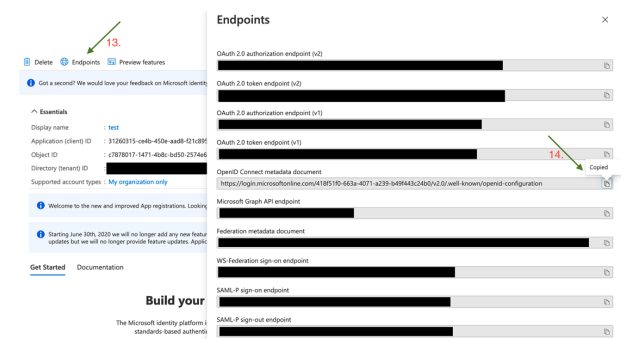 13.
Delete Endpoints Preview features
Got a second? We would love your feedback on Microsoft identity
Essentials
Display name : test
Application (client) ID : 31260315-ce4b-450e-aad8-f21c895
Object ID : c7878017-1471-4b8c-bd50-2574e6
Directory (tenant) ID :
Supported account types : My organization only
Welcome to the new and improved App registrations. Looking
Starting June 30th, 2020 we will no longer add any new featur
updates but we will no longer provide feature updates. Applic
Get Started Documentation
Build your
The Microsoft identity platform i
standards-based authentic
Endpoints
OAuth 2.0 authorization endpoint (v2)
OAuth 2.0 token endpoint (v2)
OAuth 2.0 authorization endpoint (v1)
OAuth 2.0 token endpoint (v1)
14.
Copied
OpenID Connect metadata document
https://login.microsoftonline.com/418f51f0-663a-4071-a239-b49f443c24b0/v2.0/.well-known/openid-configuration
Microsoft Graph API endpoint
Federation metadata document
WS-Federation sign-on endpoint
SAML-P sign-on endpoint
SAML-P sign-out endpoint